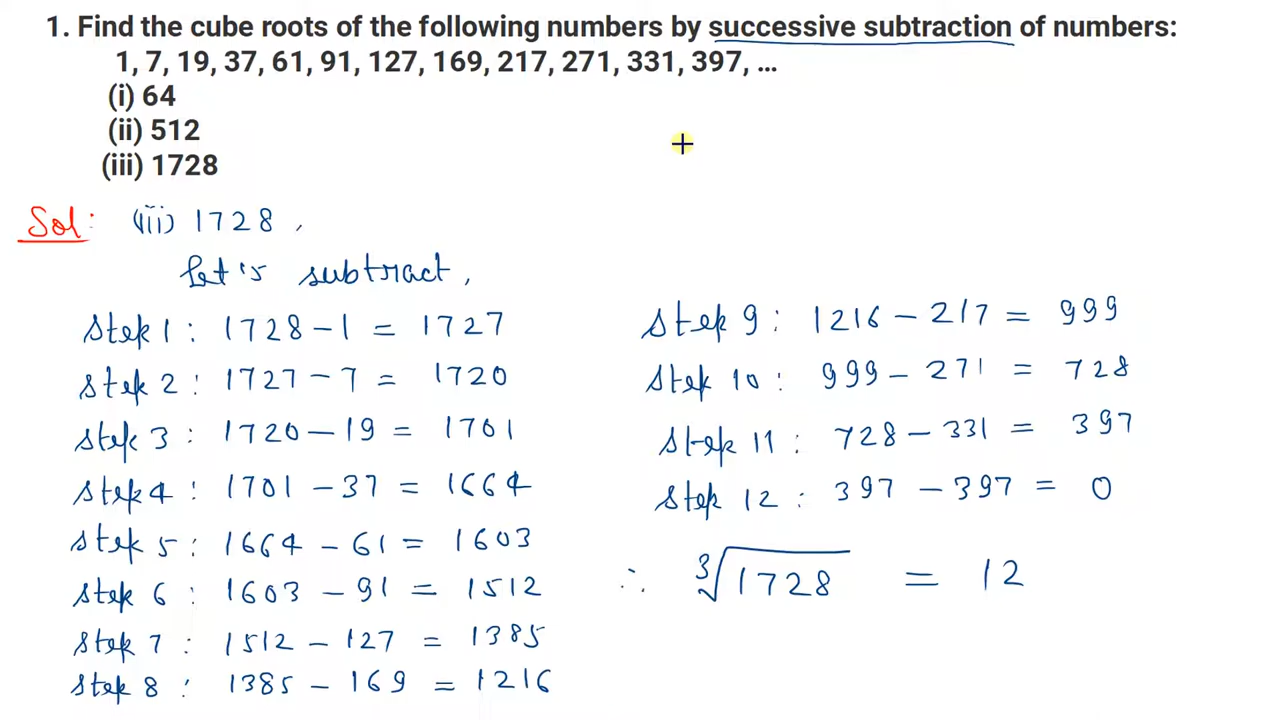 1. Find the cube roots of the following numbers by successive subtraction of numbers:
1, 7, 19, 37, 61, 91, 127, 169, 217, 271, 331, 397, ...
(i) 64
(ii) 512
(iii) 1728
Sol: (iii) 1728,
Let's subtract,
Step 1: 1728 - 1 = 1727
Step 2: 1727 - 7 = 1720
Step 3: 1720 - 19 = 1701
Step 4: 1701 - 37 = 1664
Step 5: 1664 - 61 = 1603
Step 6: 1603 - 91 = 1512
Step 7: 1512 - 127 = 1385
Step 8: 1385 - 169 = 1216
Step 9: 1216 - 217 = 999
Step 10: 999 - 271 = 728
Step 11: 728 - 331 = 397
Step 12: 397 - 397 = 0
∴ ∛1728 = 12